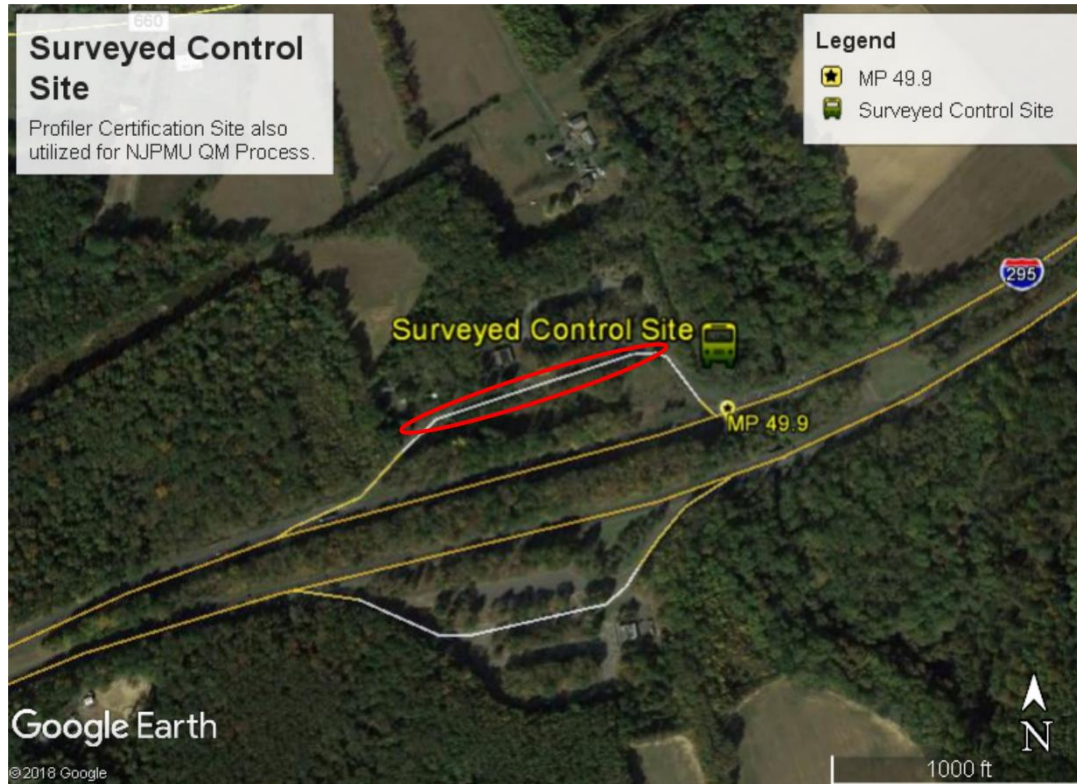 660
Surveyed Control
Site
Profiler Certification Site also
utilized for NJPMU QM Process.
Legend
MP 49.9
Surveyed Control Site
295
Surveyed Control Site
MP 49.9
Google Earth
N
©2018 Google
1000 ft